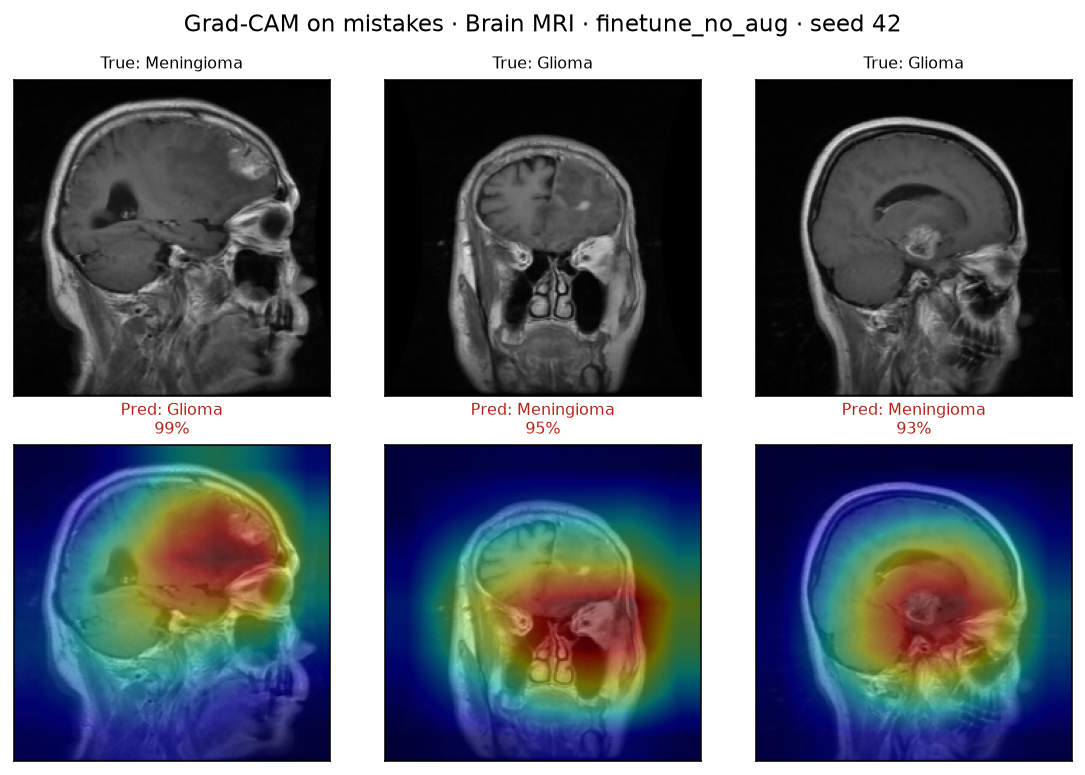 Grad-CAM on mistakes · Brain MRI · finetune_no_aug · seed 42
True: Meningioma
True: Glioma
True: Glioma
Pred: Glioma
99%
Pred: Meningioma
95%
Pred: Meningioma
93%